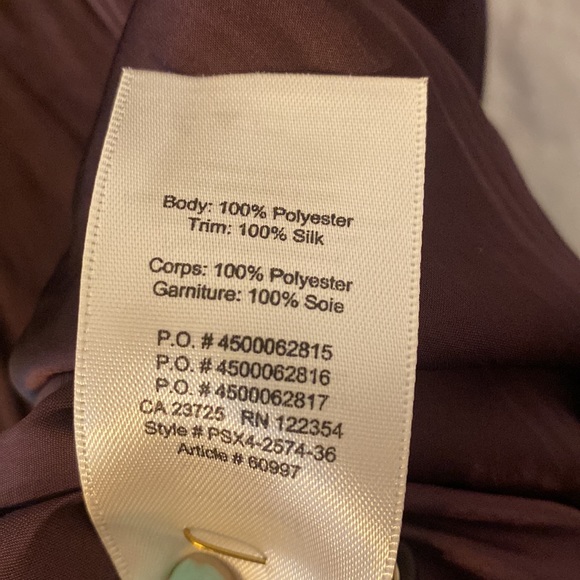 Body: 100% Polyester
Trim: 100% Silk
Corps: 100% Polyester
Garniture: 100% Soie
P.O. # 4500062815
P.O. # 4500062816
P.O. # 4500062817
CA 23725 RN 122354
Style # PSX4-2574-36
Article # 60997